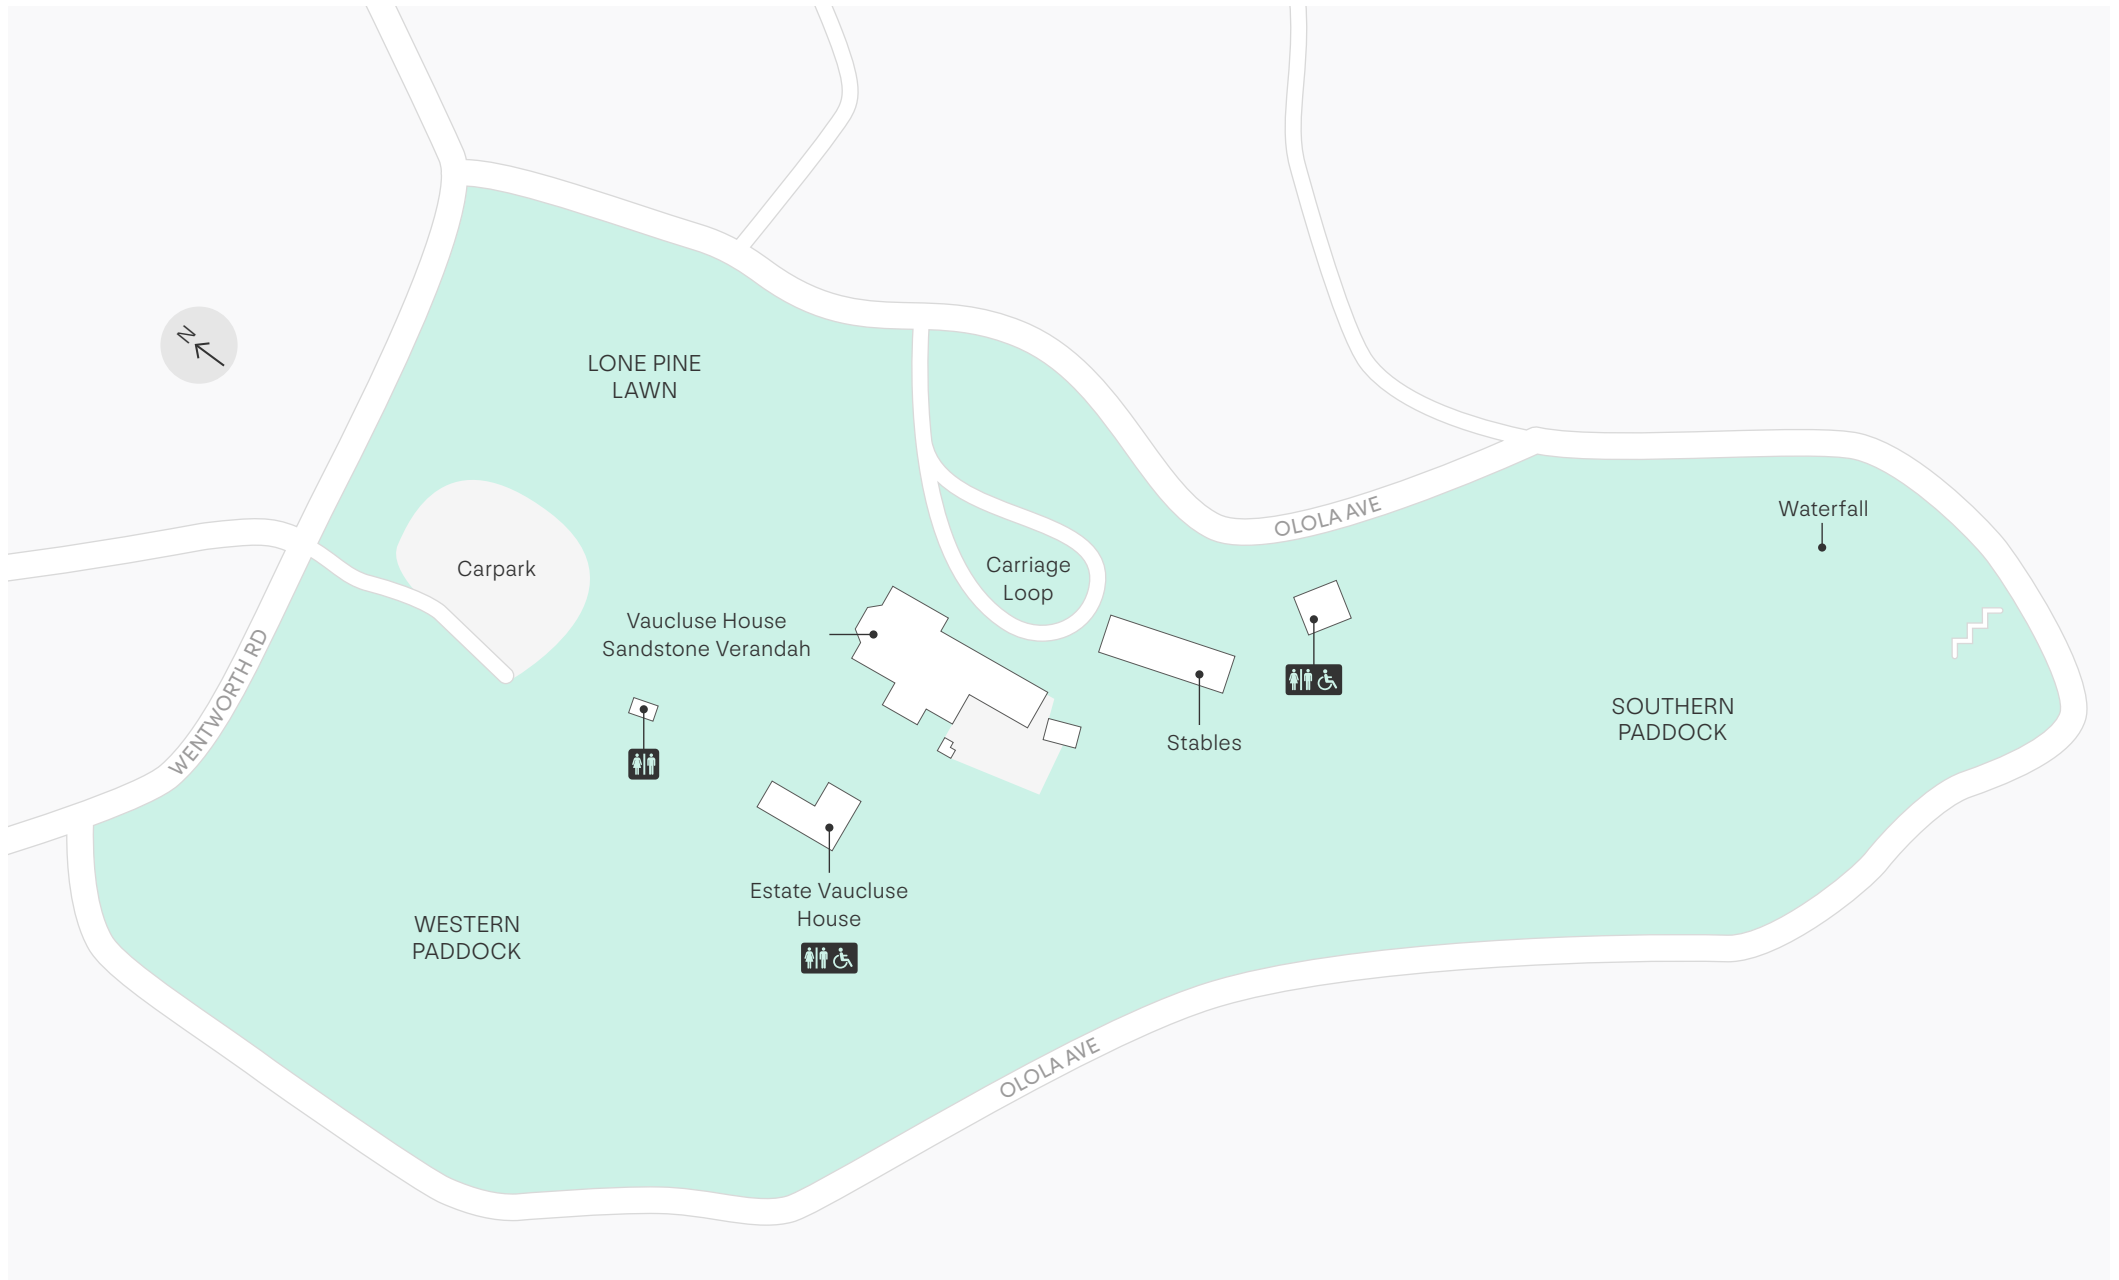 N
LONE PINE
LAWN
OLOLA AVE
Waterfall
Carpark
Carriage
Loop
Vaucluse House
Sandstone Verandah
WENTWORTH RD
SOUTHERN
PADDOCK
Stables
Estate Vaucluse
House
WESTERN
PADDOCK
OLOLA AVE